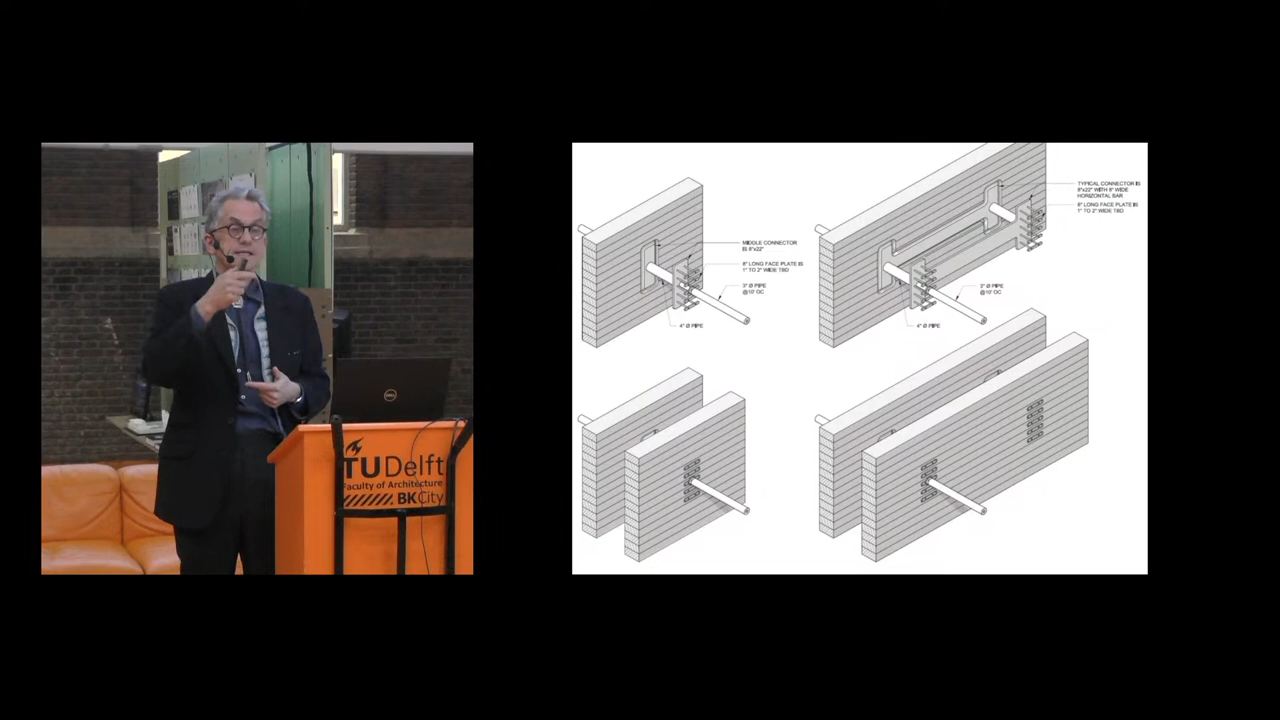 TU Delft
Faculty of Architecture
BK City
DELL
MIDDLE CONNECTOR
IS 8"x22"
8" LONG FACE PLATE IS
1" TO 2" WIDE TBD
3" Ø PIPE
@10' OC
4" Ø PIPE
TYPICAL CONNECTOR IS
8"x22" WITH 8" WIDE
HORIZONTAL BAR
8" LONG FACE PLATE IS
1" TO 2" WIDE TBD
3" Ø PIPE
@10' OC
4" Ø PIPE